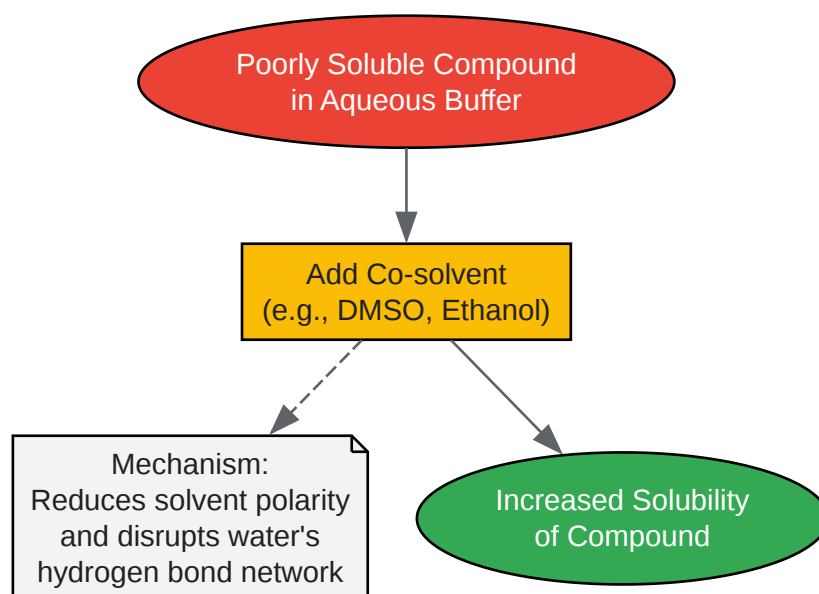 Poorly Soluble Compound
in Aqueous Buffer
Add Co-solvent
(e.g., DMSO, Ethanol)
Mechanism:
Reduces solvent polarity
and disrupts water's
hydrogen bond network
Increased Solubility
of Compound